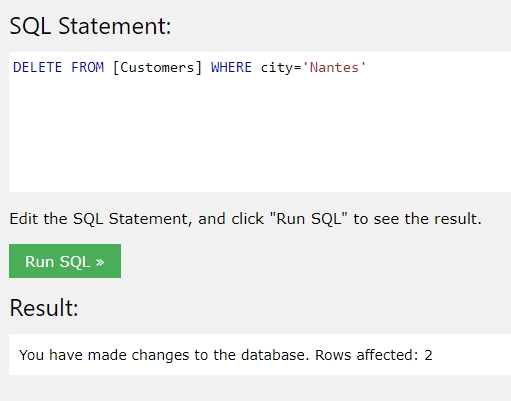 SQL Statement:
DELETE FROM [Customers] WHERE city='Nantes'
Edit the SQL Statement, and click "Run SQL" to see the result.
Run SQL »
Result:
You have made changes to the database. Rows affected: 2